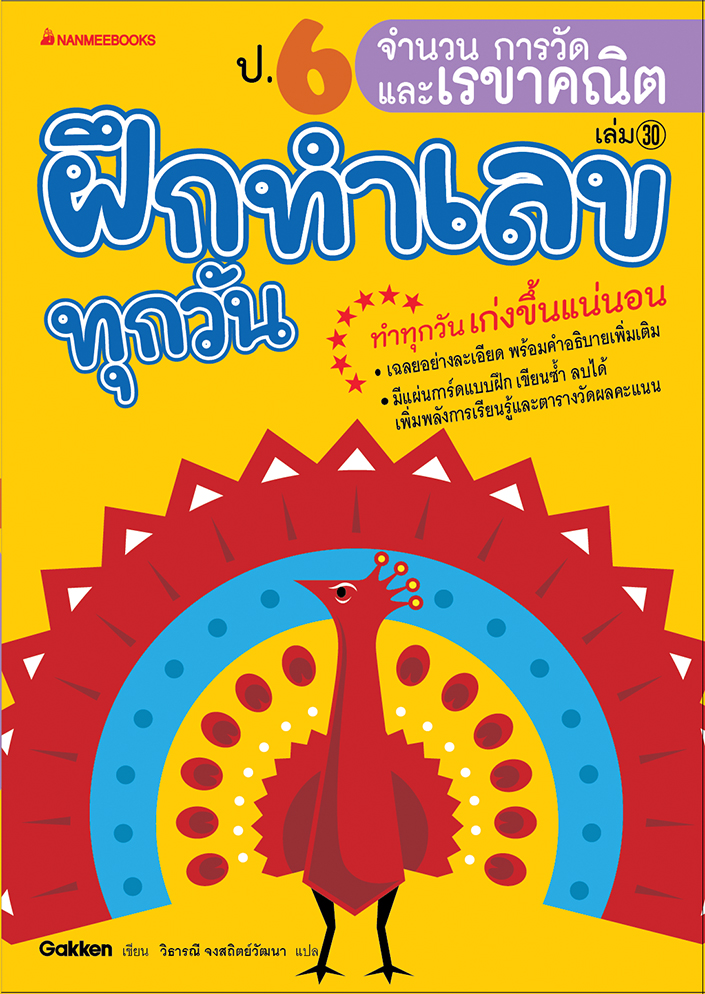 NANMEEBOOKS
ป.6
จำนวน การวัด
และเรขาคณิต
เล่ม 30
ฝึกทำเลข
ทุกวัน
ทำทุกวัน เก่งขึ้นแน่นอน
• เฉลยอย่างละเอียด พร้อมคำอธิบายเพิ่มเติม
• มีแผ่นการ์ดแบบฝึก เขียนซ้ำ ลบได้
เพิ่มพลังการเรียนรู้และตารางวัดผลคะแนน
Gakken เขียน วิธารณี จงสถิตย์วัฒนา แปล